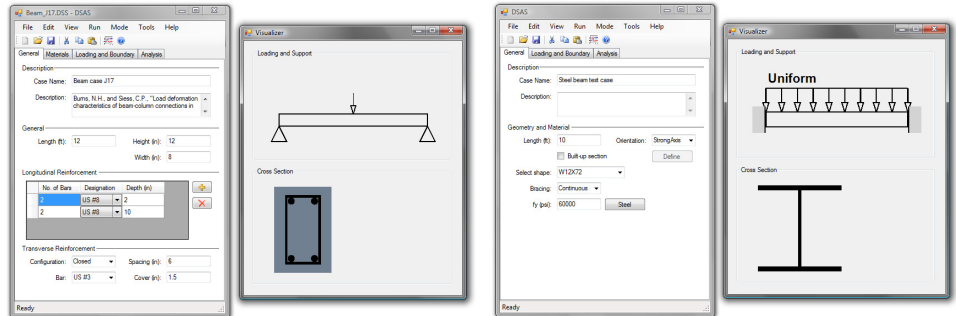 Beam_J17.DSS - DSAS
File Edit View Run Mode Tools Help
General Materials Loading and Boundary Analysis
Description
Case Name: Beam case J17
Description: Burns, N.H., and Siess, C.P., "Load deformation
characteristics of beam-column connections in
General
Length (ft): 12 Height (in): 12
Width (in): 8
Longitudinal Reinforcement
No. of Bars Designation Depth (in)
2 US #8 2
2 US #8 10
Transverse Reinforcement
Configuration: Closed Spacing (in): 6
Bar: US #3 Cover (in): 1.5
Ready
Visualizer
Loading and Support
Cross Section
DSAS
File Edit View Run Mode Tools Help
General Loading and Boundary Analysis
Description
Case Name: Steel beam test case
Description:
Geometry and Material
Length (ft): 10 Orientation: StrongAxis
Built-up section Define
Select shape: W12X72
Bracing: Continuous
fy (psi): 60000 Steel
Ready
Visualizer
Loading and Support
Uniform
Cross Section